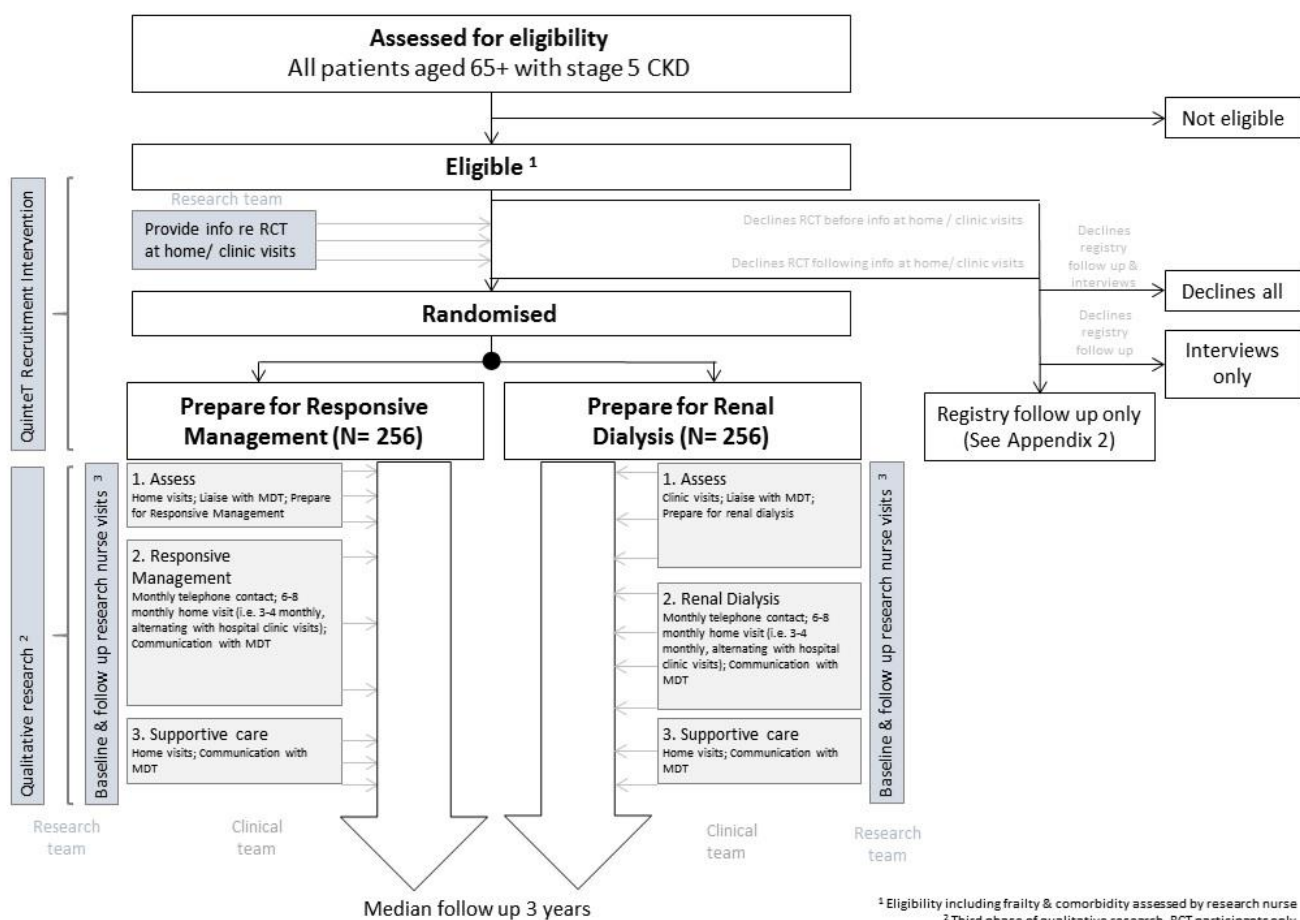 Assessed for eligibility
All patients aged 65+ with stage 5 CKD
Not eligible
Eligible 1
QuinteT Recruitment Intervention
Research team
Provide info re RCT
at home/ clinic visits
Declines RCT before info at home / clinic visits
Declines RCT following info at home/ clinic visits
Declines
registry
follow up &
interviews
Declines all
Randomised
Declines
registry
follow up
Interviews
only
Prepare for Responsive
Management (N= 256)
Prepare for Renal
Dialysis (N= 256)
Registry follow up only
(See Appendix 2)
Qualitative research 2
Baseline & follow up research nurse visits 3
1. Assess
Home visits; Liaise with MDT; Prepare
for Responsive Management
2. Responsive
Management
Monthly telephone contact; 6-8
monthly home visit (i.e. 3-4 monthly,
alternating with hospital clinic visits);
Communication with MDT
3. Supportive care
Home visits; Communication with
MDT
1. Assess
Clinic visits; Liaise with MDT;
Prepare for renal dialysis
2. Renal Dialysis
Monthly telephone contact; 6-8
monthly home visit (i.e. 3-4
monthly, alternating with hospital
clinic visits); Communication with
MDT
3. Supportive care
Home visits; Communication with
MDT
Baseline & follow up research nurse visits 3
Research
team
Clinical
team
Clinical
team
Research
team
Median follow up 3 years
1 Eligibility including frailty & comorbidity assessed by research nurse
2 Third phase of qualitative research, RCT participants only